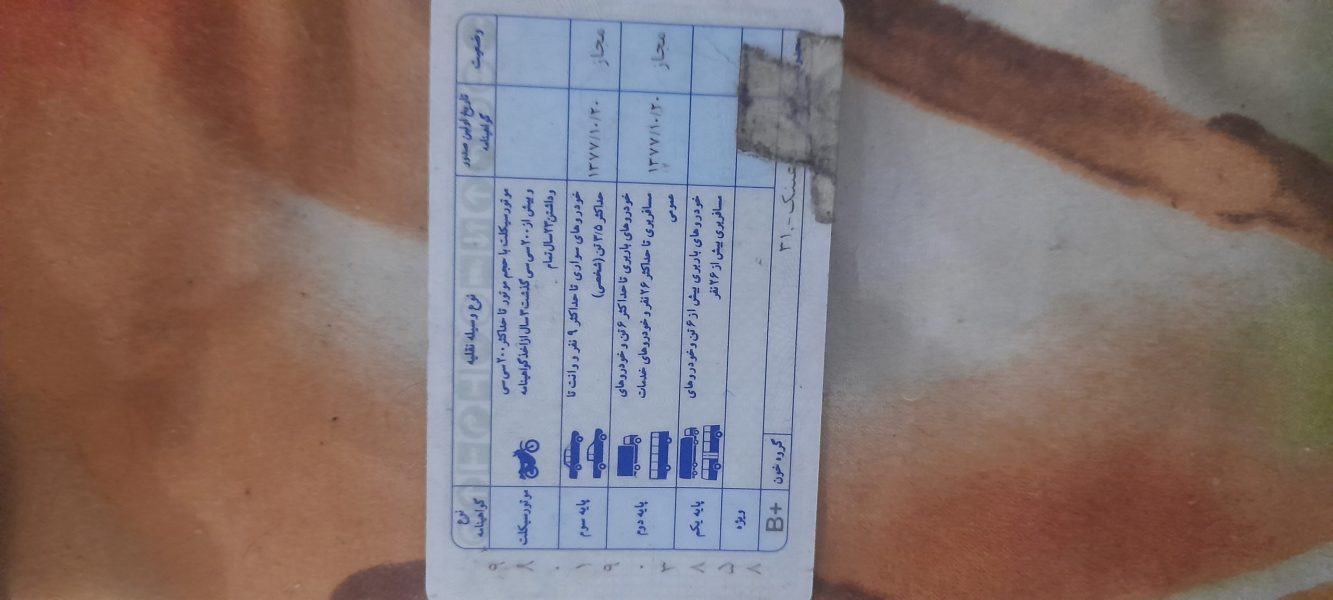 نوع گواهینامه
نوع وسیله نقلیه
تاریخ اولین صدور گواهینامه
وضعیت
موتورسیکلت
موتورسیکلت با حجم موتور تا حداکثر ۲۰۰ سی سی
و بیش از ۲۰۰ سی سی گذشت ۳ سال از اخذ گواهینامه
و داشتن ۲۳ سال تمام
پایه سوم
خودروهای سواری تا حداکثر ۹ نفر و وانت تا
حداکثر ۳/۵ تن (شخصی)
۱۳۷۷/۱۰/۲۰
مجاز
پایه دوم
خودروهای باربری تا حداکثر ۶ تن و خودروهای
مسافربری تا حداکثر ۲۶ نفر و خودروهای خدمات
عمومی
۱۳۷۷/۱۰/۲۰
مجاز
پایه یکم
خودروهای باربری بیش از ۶ تن و خودروهای
مسافربری بیش از ۲۶ نفر
ویژه
B+
گروه خون
عینک-۳۱۰